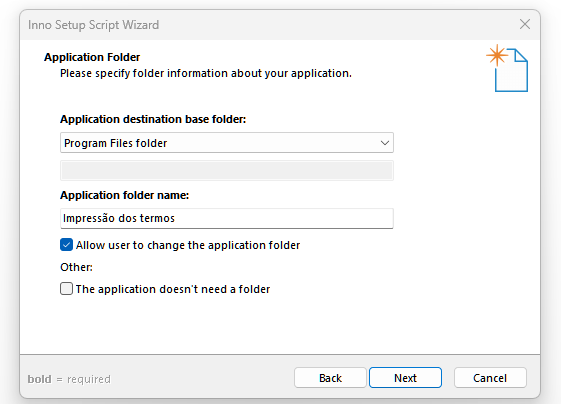 Inno Setup Script Wizard
Application Folder
Please specify folder information about your application.
Application destination base folder:
Program Files folder
Application folder name:
Impressão dos termos
Allow user to change the application folder
Other:
The application doesn't need a folder
bold = required
Back
Next
Cancel